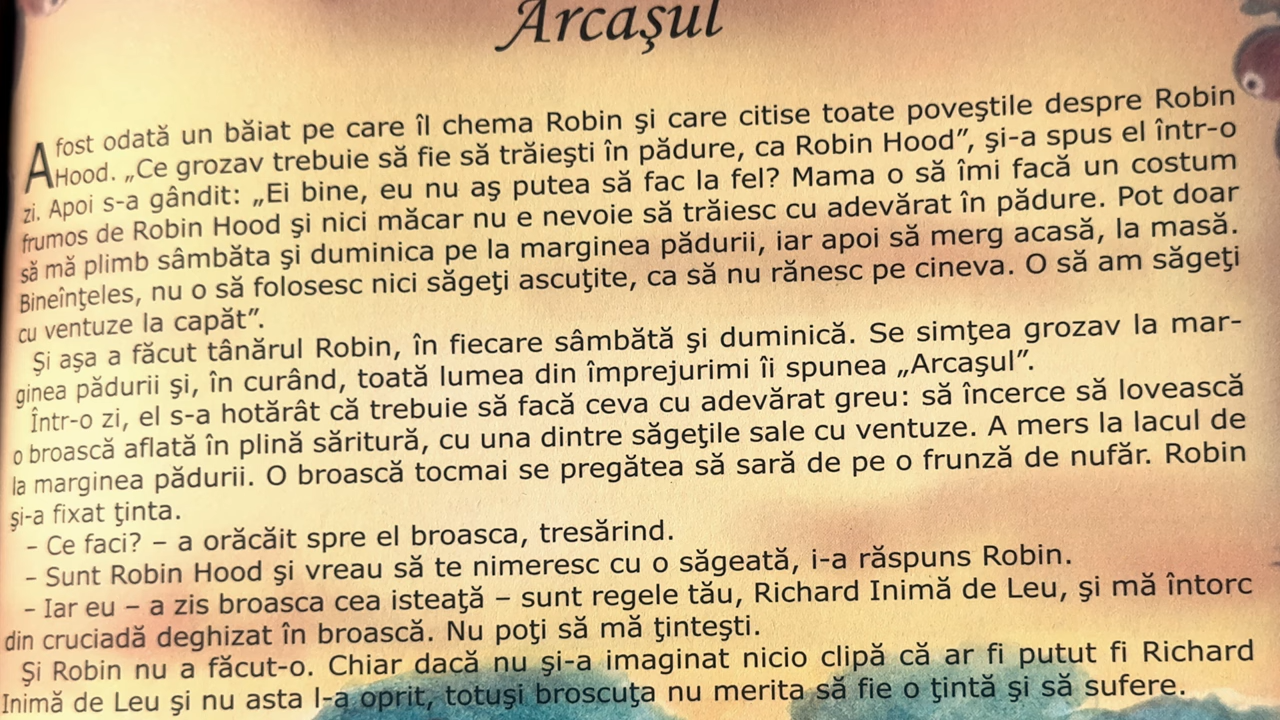 Arcaşul
A fost odată un băiat pe care îl chema Robin şi care citise toate poveştile despre Robin
Hood. „Ce grozav trebuie să fie să trăieşti în pădure, ca Robin Hood”, şi-a spus el într-o
zi. Apoi s-a gândit: „Ei bine, eu nu aş putea să fac la fel? Mama o să îmi facă un costum
frumos de Robin Hood şi nici măcar nu e nevoie să trăiesc cu adevărat în pădure. Pot doar
să mă plimb sâmbăta şi duminica pe la marginea pădurii, iar apoi să merg acasă, la masă.
Bineînţeles, nu o să folosesc nici săgeţi ascuţite, ca să nu rănesc pe cineva. O să am săgeţi
cu ventuze la capăt”.
Şi aşa a făcut tânărul Robin, în fiecare sâmbătă şi duminică. Se simţea grozav la mar-
ginea pădurii şi, în curând, toată lumea din împrejurimi îi spunea „Arcaşul”.
Într-o zi, el s-a hotărât că trebuie să facă ceva cu adevărat greu: să încerce să lovească
o broască aflată în plină săritură, cu una dintre săgeţile sale cu ventuze. A mers la lacul de
la marginea pădurii. O broască tocmai se pregătea să sară de pe o frunză de nufăr. Robin
şi-a fixat ţinta.
– Ce faci? – a orăcăit spre el broasca, tresărind.
– Sunt Robin Hood şi vreau să te nimeresc cu o săgeată, i-a răspuns Robin.
– Iar eu – a zis broasca cea isteaţă – sunt regele tău, Richard Inimă de Leu, şi mă întorc
din cruciadă deghizat în broască. Nu poţi să mă ţinteşti.
Şi Robin nu a făcut-o. Chiar dacă nu şi-a imaginat nicio clipă că ar fi putut fi Richard
Inimă de Leu şi nu asta l-a oprit, totuşi broscuţa nu merita să fie o ţintă şi să sufere.